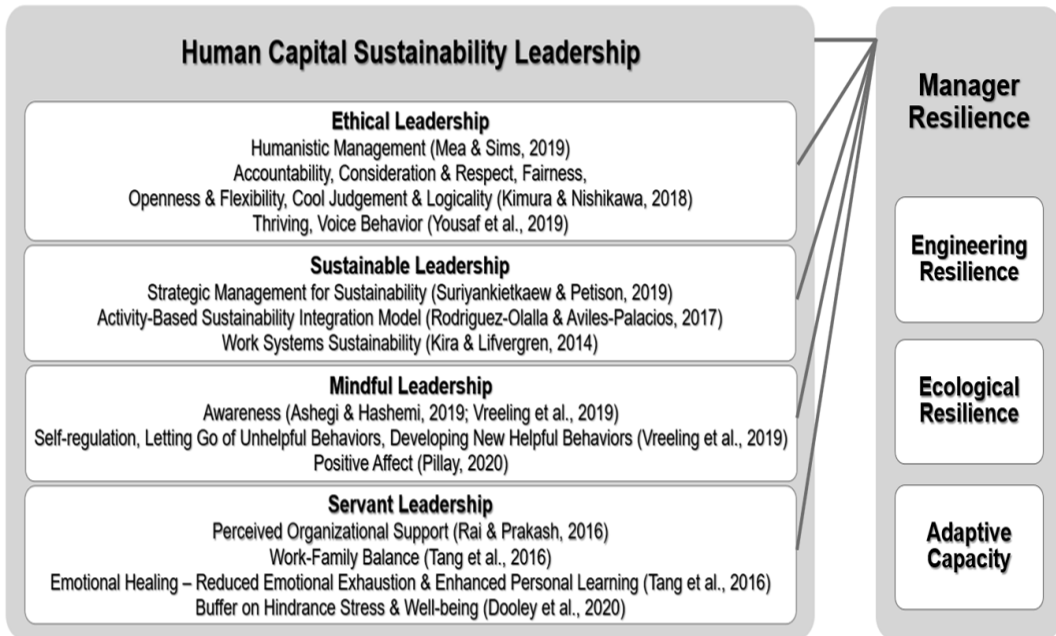 Human Capital Sustainability Leadership
Ethical Leadership
Humanistic Management (Mea & Sims, 2019)
Accountability, Consideration & Respect, Fairness,
Openness & Flexibility, Cool Judgement & Logicality (Kimura & Nishikawa, 2018)
Thriving, Voice Behavior (Yousaf et al., 2019)
Sustainable Leadership
Strategic Management for Sustainability (Suriyankietkaew & Petison, 2019)
Activity-Based Sustainability Integration Model (Rodriguez-Olalla & Aviles-Palacios, 2017)
Work Systems Sustainability (Kira & Lifvergren, 2014)
Mindful Leadership
Awareness (Ashegi & Hashemi, 2019; Vreeling et al., 2019)
Self-regulation, Letting Go of Unhelpful Behaviors, Developing New Helpful Behaviors (Vreeling et al., 2019)
Positive Affect (Pillay, 2020)
Servant Leadership
Perceived Organizational Support (Rai & Prakash, 2016)
Work-Family Balance (Tang et al., 2016)
Emotional Healing – Reduced Emotional Exhaustion & Enhanced Personal Learning (Tang et al., 2016)
Buffer on Hindrance Stress & Well-being (Dooley et al., 2020)
Manager
Resilience
Engineering
Resilience
Ecological
Resilience
Adaptive
Capacity